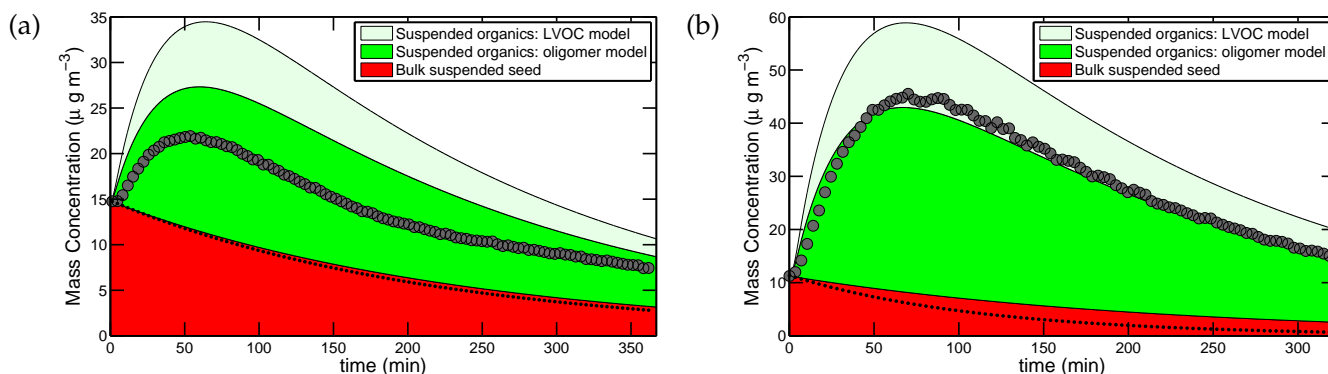 (a)
35
30
25
20
15
10
5
0
Mass Concentration (μ g m⁻³)
Suspended organics: LVOC model
Suspended organics: oligomer model
Bulk suspended seed
0 50 100 150 200 250 300 350
time (min)
(b)
60
50
40
30
20
10
0
Mass Concentration (μ g m⁻³)
Suspended organics: LVOC model
Suspended organics: oligomer model
Bulk suspended seed
0 50 100 150 200 250 300
time (min)